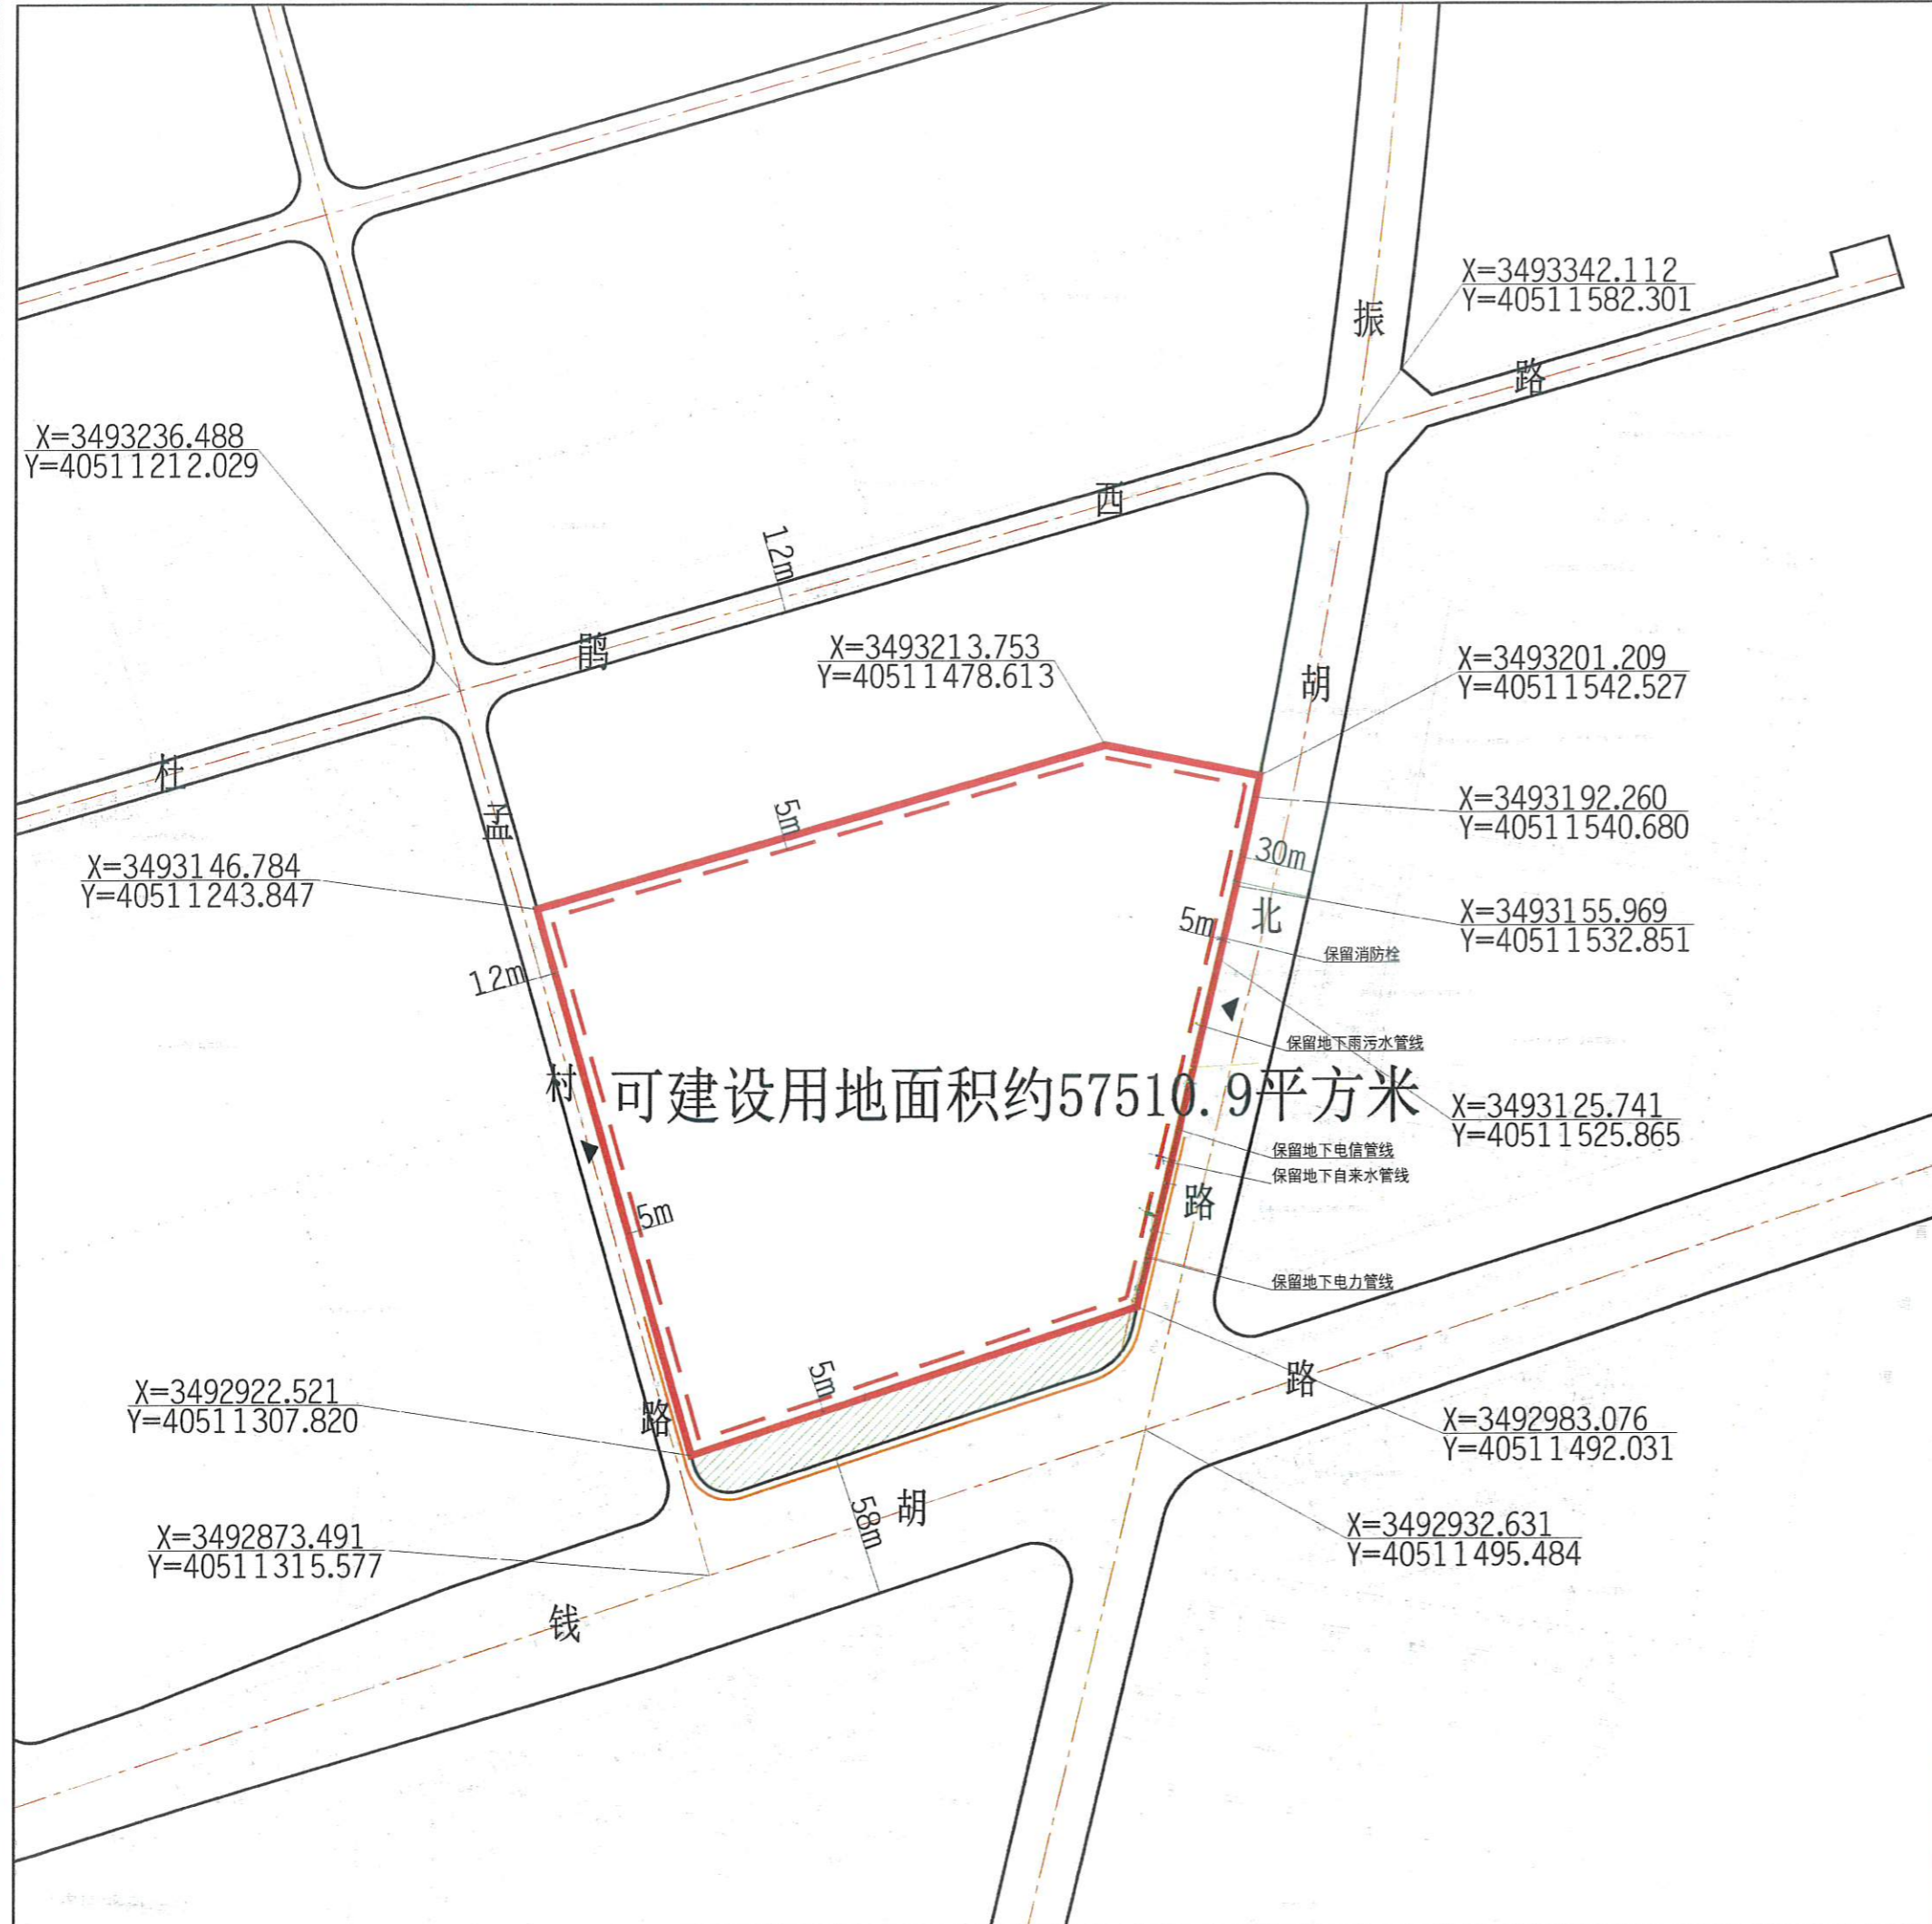 X=3493342.112
Y=40511582.301
振
路
X=3493236.488
Y=40511212.029
西
12m
鹃
X=3493213.753
Y=40511478.613
X=3493201.209
Y=40511542.527
胡
杜
孟
5m
X=3493192.260
Y=40511540.680
30m
X=3493146.784
Y=40511243.847
北
5m
X=3493155.969
Y=40511532.851
保留消防栓
12m
保留地下雨污水管线
村
可建设用地面积约57510.9平方米
X=3493125.741
Y=40511525.865
保留地下电信管线
保留地下自来水管线
路
5m
保留地下电力管线
5m
路
X=3492922.521
Y=40511307.820
路
X=3492983.076
Y=40511492.031
胡
58m
X=3492932.631
Y=40511495.484
X=3492873.491
Y=40511315.577
钱